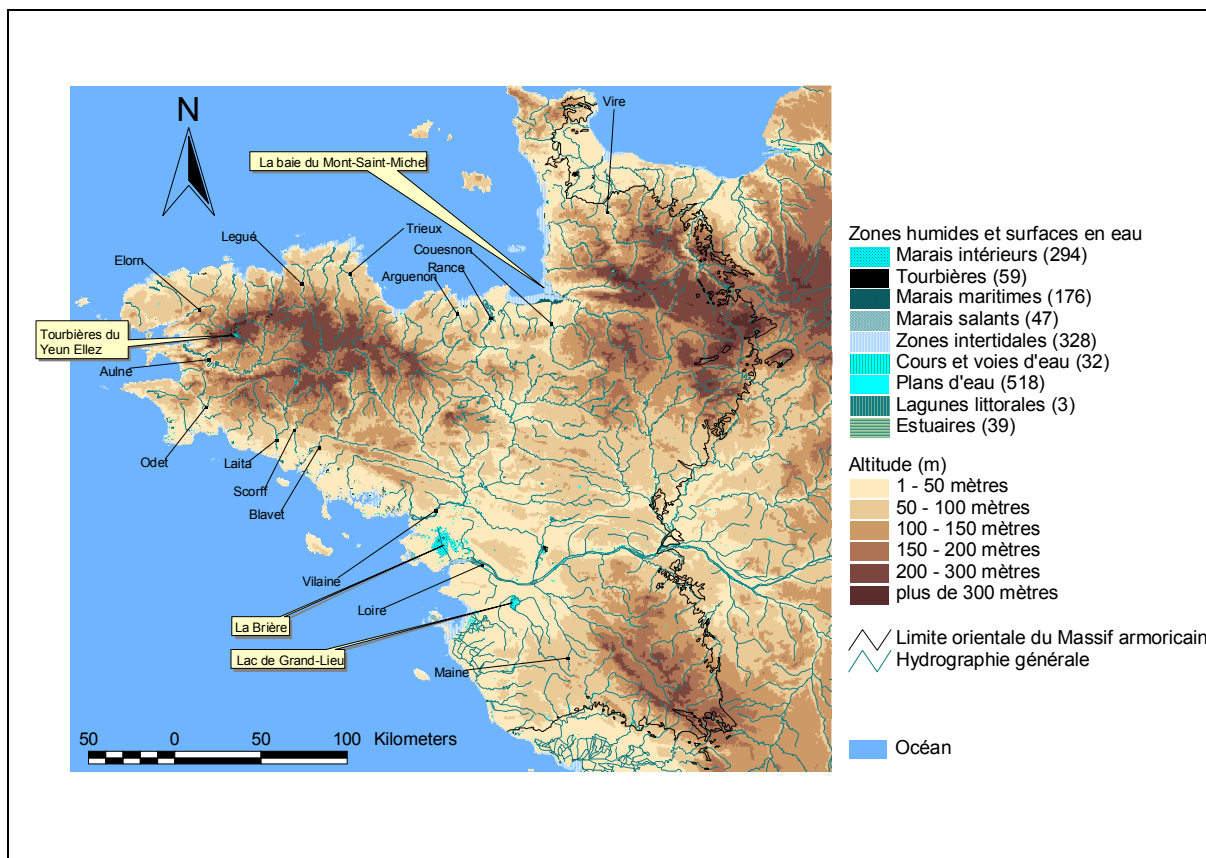 N
Vire
La baie du Mont-Saint-Michel
Legué
Trieux
Couesnon
Rance
Arguenon
Elorn
Tourbières du
Yeun Ellez
Aulne
Odet
Laita
Scorff
Blavet
Vilaine
Loire
La Brière
Lac de Grand-Lieu
Maine
50 0 50 100 Kilometers
Zones humides et surfaces en eau
Marais intérieurs (294)
Tourbières (59)
Marais maritimes (176)
Marais salants (47)
Zones intertidales (328)
Cours et voies d'eau (32)
Plans d'eau (518)
Lagunes littorales (3)
Estuaires (39)
Altitude (m)
1 - 50 mètres
50 - 100 mètres
100 - 150 mètres
150 - 200 mètres
200 - 300 mètres
plus de 300 mètres
Limite orientale du Massif armoricain
Hydrographie générale
Océan